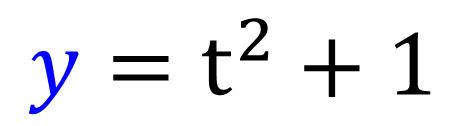 y = t² + 1